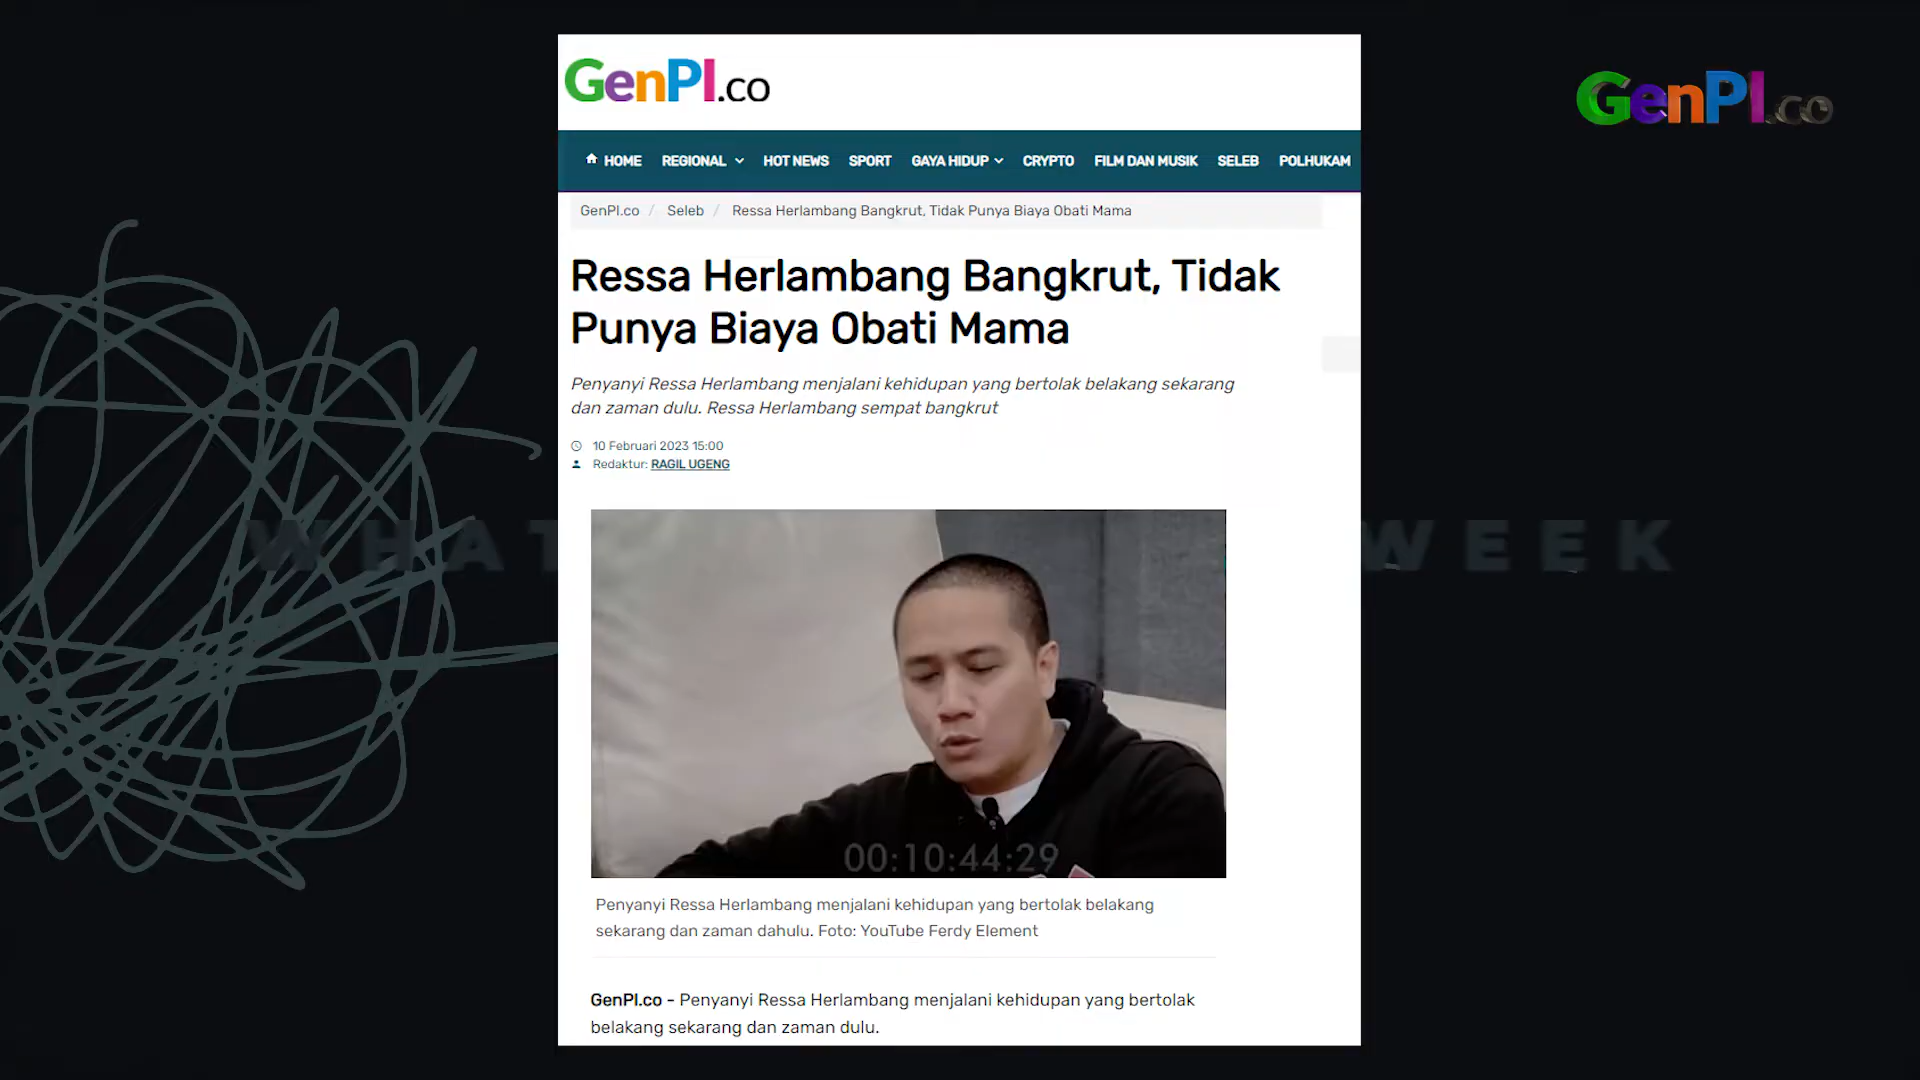 GenPI.co
GenPI.co
HOME REGIONAL HOT NEWS SPORT GAYA HIDUP CRYPTO FILM DAN MUSIK SELEB POLHUKAM
GenPI.co / Seleb / Ressa Herlambang Bangkrut, Tidak Punya Biaya Obati Mama
Ressa Herlambang Bangkrut, Tidak
Punya Biaya Obati Mama
Penyanyi Ressa Herlambang menjalani kehidupan yang bertolak belakang sekarang
dan zaman dulu. Ressa Herlambang sempat bangkrut
10 Februari 2023 15:00
Redaktur: RAGIL UGENG
WHAT WEEK
00:10:44:29
Penyanyi Ressa Herlambang menjalani kehidupan yang bertolak belakang
sekarang dan zaman dahulu. Foto: YouTube Ferdy Element
GenPI.co - Penyanyi Ressa Herlambang menjalani kehidupan yang bertolak
belakang sekarang dan zaman dulu.